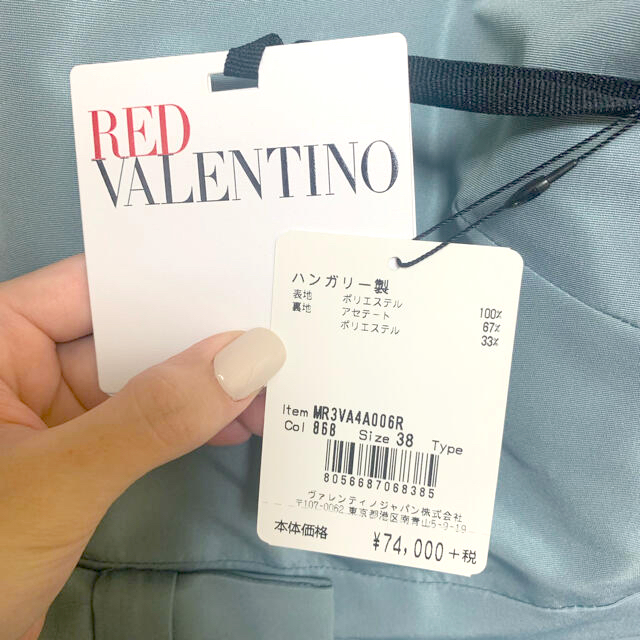 RED
VALENTINO
ハンガリー製
表地 ポリエステル 100%
裏地 アセテート 67%
ポリエステル 33%
Item MR3VA4A006R
Col 868 Size 38 Type
8056687068385
ヴァレンティノジャパン株式会社
〒107-0062 東京都港区南青山5-9-19
本体価格 ¥74,000+税